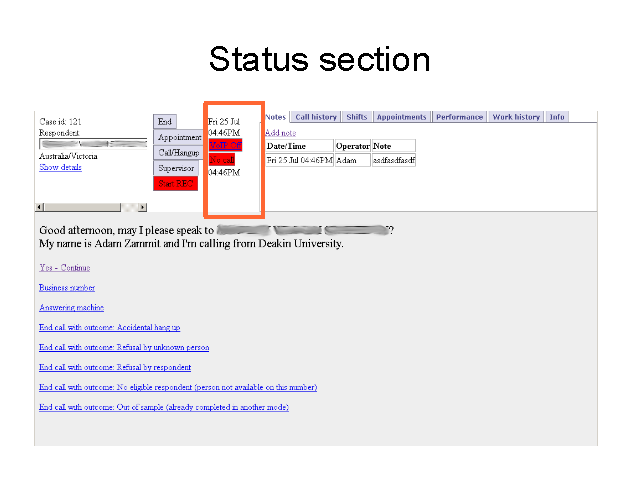 Status section
Case id: 121
Respondent
Australia/Victoria
Show details
End
Appointment
Call/Hangup
Supervisor
Start REC
Fri 25 Jul
04:46PM
No call
04:46PM
Notes Call history Shifts Appointments Performance Work history Info
Add note
Date/Time Operator Note
Fri 25 Jul 04:46PM Adam asdfasdfasdf
Good afternoon, may I please speak to ?
My name is Adam Zammit and I'm calling from Deakin University.
Yes - Continue
Business number
Answering machine
End call with outcome: Accidental hang up
End call with outcome: Refusal by unknown person
End call with outcome: Refusal by respondent
End call with outcome: No eligible respondent (person not available on this number)
End call with outcome: Out of sample (already completed in another mode)